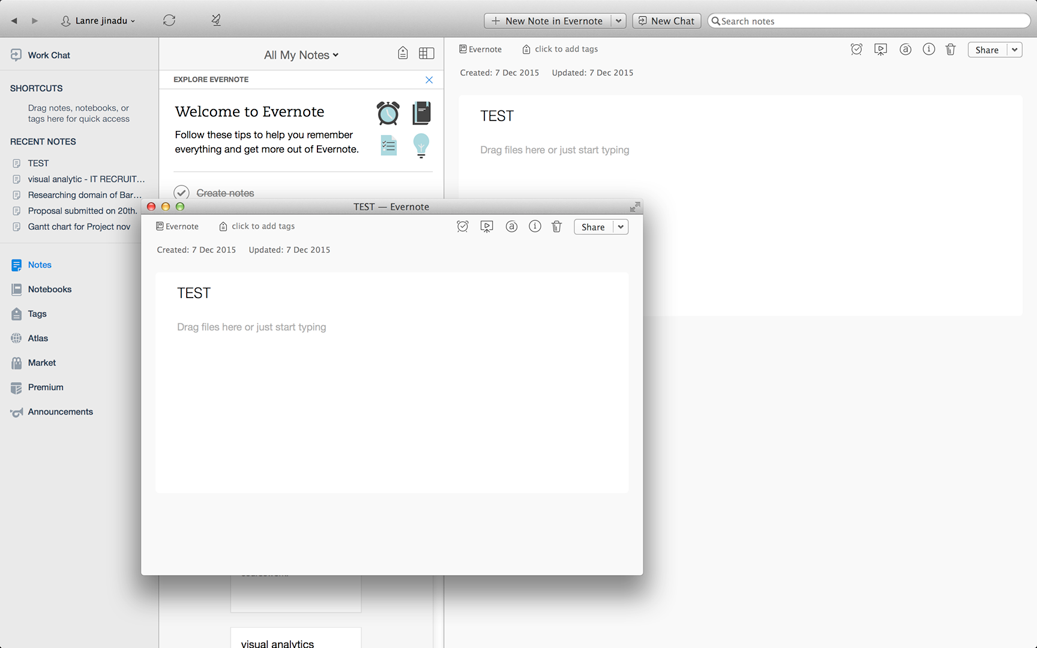 Lanre jinadu
New Note in Evernote
New Chat
Search notes
Work Chat
SHORTCUTS
Drag notes, notebooks, or
tags here for quick access
RECENT NOTES
TEST
visual analytic - IT RECRUIT...
Researching domain of Bar...
Proposal submitted on 20th.
Gantt chart for Project nov
Notes
Notebooks
Tags
Atlas
Market
Premium
Announcements
All My Notes
EXPLORE EVERNOTE
Welcome to Evernote
Follow these tips to help you remember
everything and get more out of Evernote.
Create notes
visual analytics
Evernote
click to add tags
Share
Created: 7 Dec 2015 Updated: 7 Dec 2015
TEST
Drag files here or just start typing
TEST — Evernote
Evernote
click to add tags
Share
Created: 7 Dec 2015 Updated: 7 Dec 2015
TEST
Drag files here or just start typing